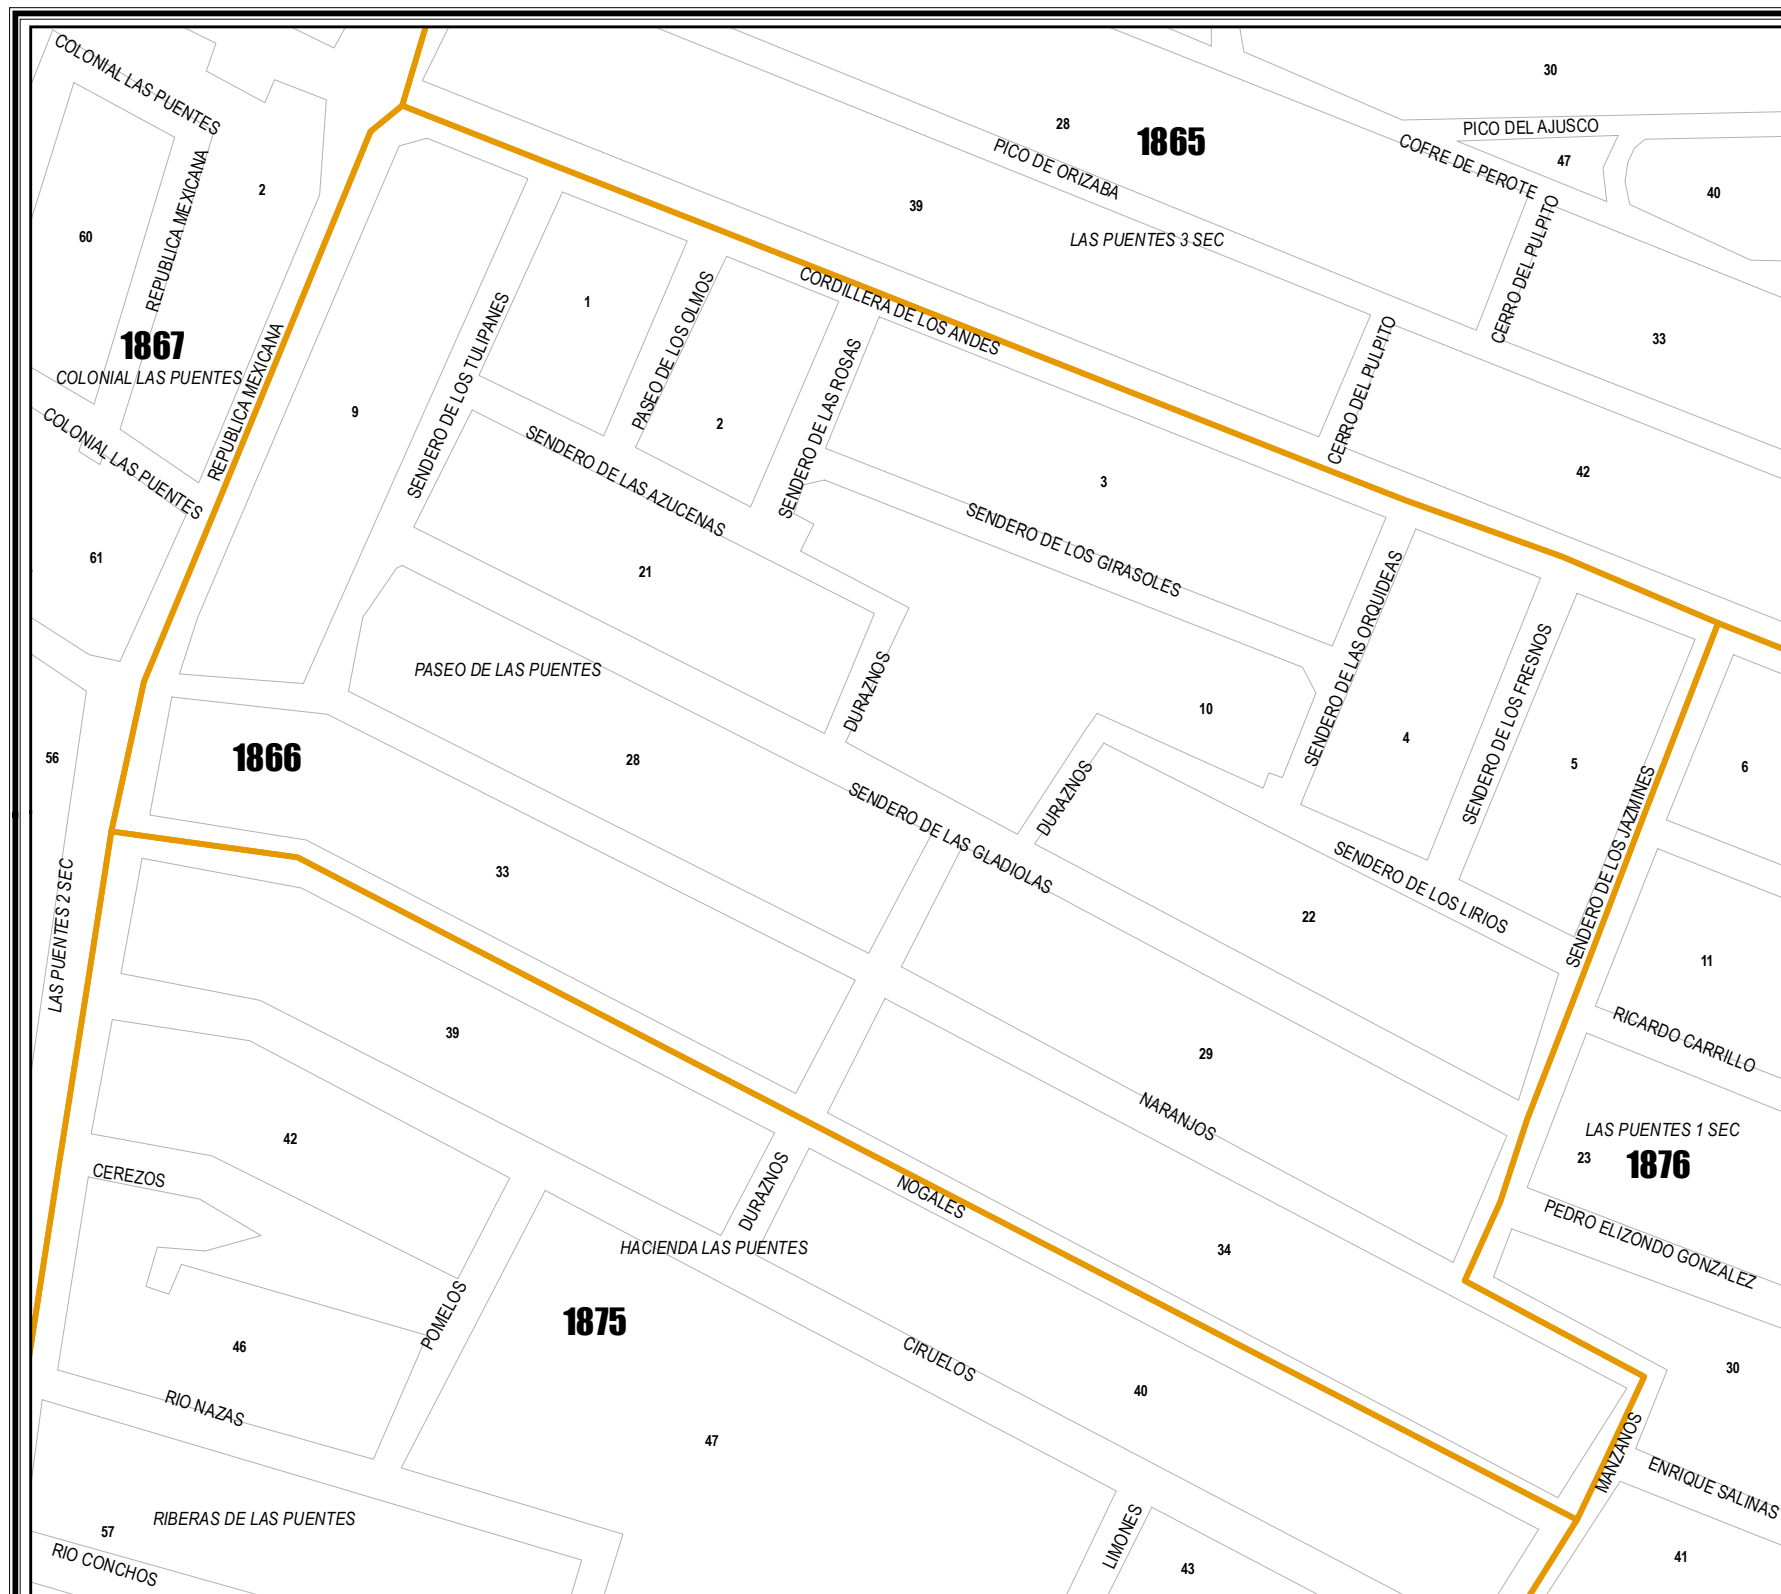 COLONIAL LAS PUENTES
30
28
1865
PICO DEL AJUSCO
PICO DE ORIZABA
COFRE DE PEROTE
47
40
REPUBLICA MEXICANA
2
39
60
LAS PUENTES 3 SEC
CERRO DEL PULPITO
CORDILLERA DE LOS ANDES
1
SENDERO DE LOS TULIPANES
PASEO DE LOS OLMOS
33
1867
COLONIAL LAS PUENTES
REPUBLICA MEXICANA
CERRO DEL PULPITO
SENDERO DE LAS ROSAS
9
2
COLONIAL LAS PUENTES
SENDERO DE LAS AZUCENAS
3
42
SENDERO DE LOS GIRASOLES
61
21
SENDERO DE LAS ORQUIDEAS
PASEO DE LAS PUENTES
DURAZNOS
SENDERO DE LOS FRESNOS
10
4
56
1866
28
5
6
DURAZNOS
SENDERO DE LAS GLADIOLAS
SENDERO DE LOS JAZMINES
33
SENDERO DE LOS LIRIOS
22
LAS PUENTES 2 SEC
11
39
29
RICARDO CARRILLO
NARANJOS
42
LAS PUENTES 1 SEC
23
1876
CEREZOS
DURAZNOS
NOGALES
PEDRO ELIZONDO GONZALEZ
HACIENDA LAS PUENTES
34
POMELOS
1875
46
CIRUELOS
30
40
RIO NAZAS
47
MANZANOS
ENRIQUE SALINAS
RIBERAS DE LAS PUENTES
57
LIMONES
RIO CONCHOS
43
41